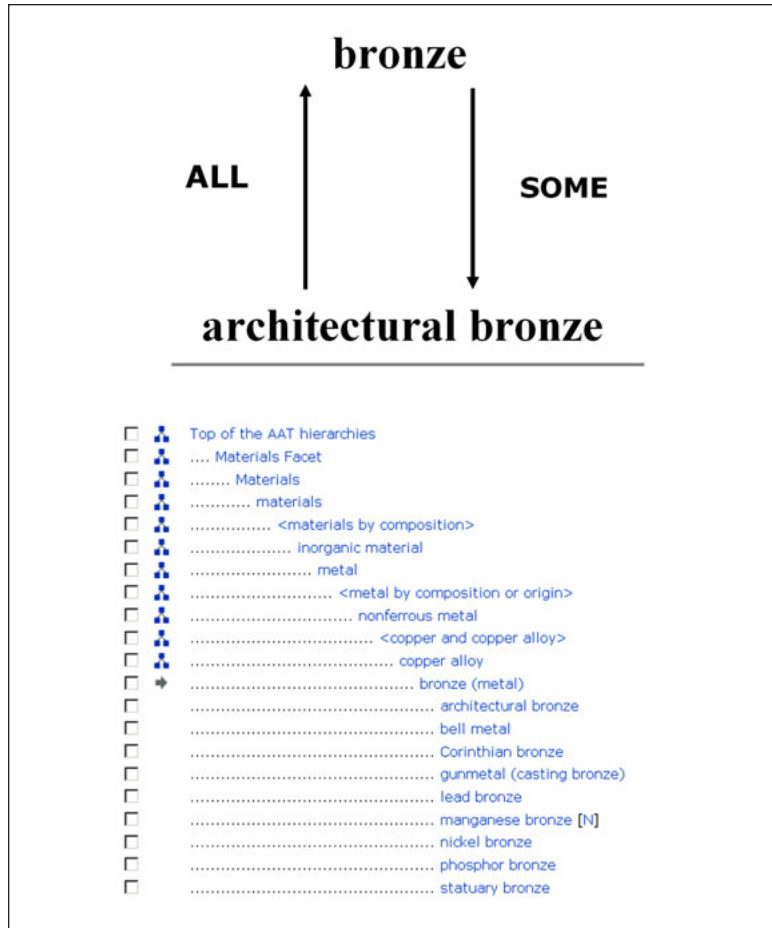 bronze
ALL
SOME
architectural bronze
Top of the AAT hierarchies
.... Materials Facet
........ Materials
............ materials
................ <materials by composition>
.................... inorganic material
........................ metal
............................ <metal by composition or origin>
................................ nonferrous metal
.................................... <copper and copper alloy>
........................................ copper alloy
............................................ bronze (metal)
................................................ architectural bronze
................................................ bell metal
................................................ Corinthian bronze
................................................ gunmetal (casting bronze)
................................................ lead bronze
................................................ manganese bronze [N]
................................................ nickel bronze
................................................ phosphor bronze
................................................ statuary bronze